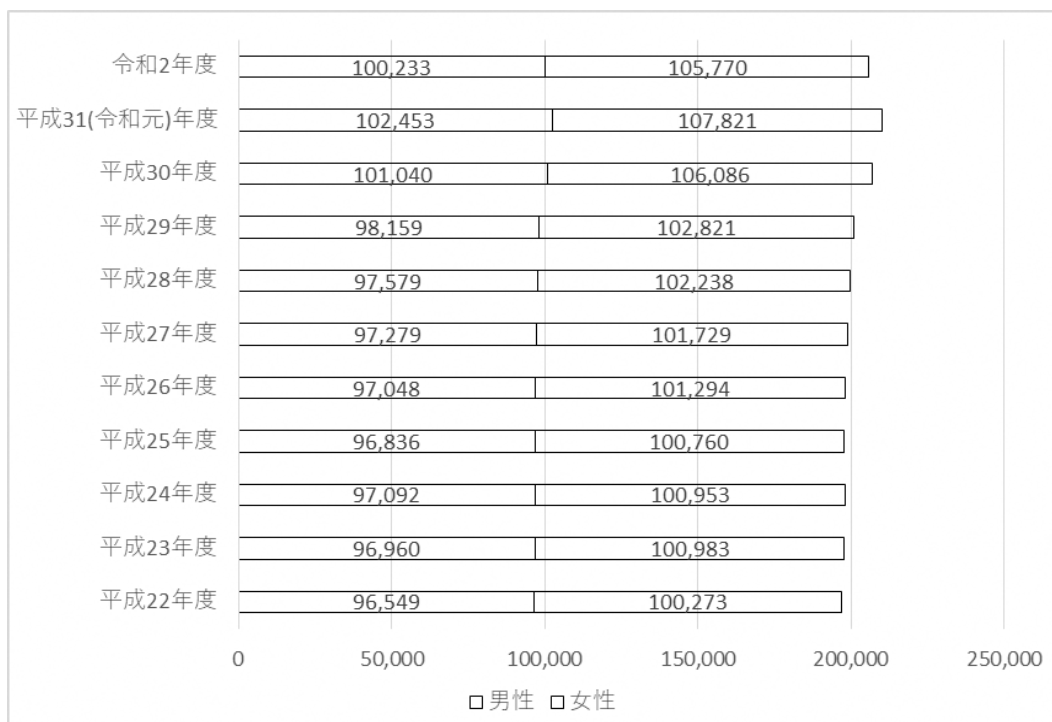 令和2年度 100,233 105,770
平成31(令和元)年度 102,453 107,821
平成30年度 101,040 106,086
平成29年度 98,159 102,821
平成28年度 97,579 102,238
平成27年度 97,279 101,729
平成26年度 97,048 101,294
平成25年度 96,836 100,760
平成24年度 97,092 100,953
平成23年度 96,960 100,983
平成22年度 96,549 100,273
0 50,000 100,000 150,000 200,000 250,000
男性 女性